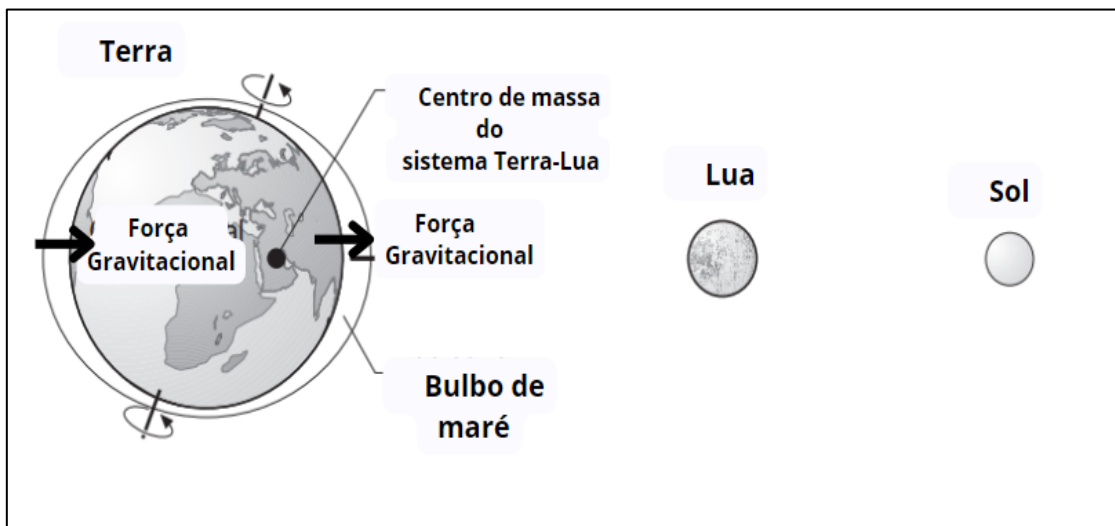 Terra
Centro de massa
do
sistema Terra-Lua
Lua
Sol
Força
Gravitacional
Força
Gravitacional
Bulbo de
maré